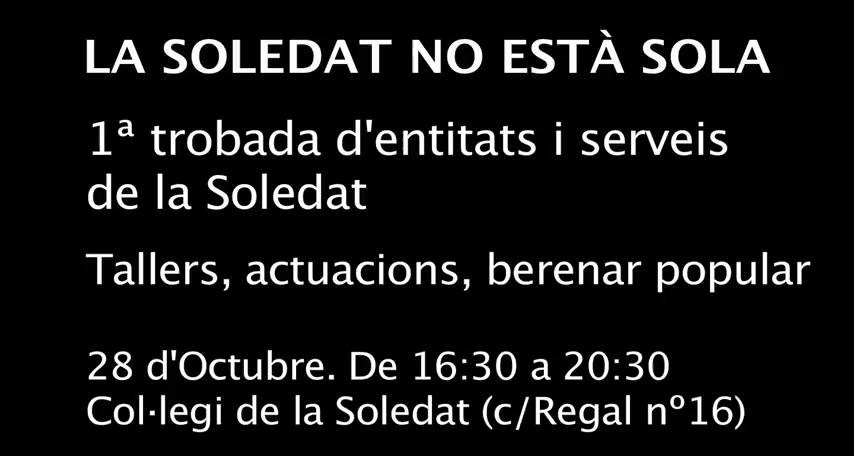 LA SOLEDAT NO ESTÀ SOLA
1ª trobada d'entitats i serveis
de la Soledat
Tallers, actuacions, berenar popular
28 d'Octubre. De 16:30 a 20:30
Col·legi de la Soledat (c/Regal nº16)